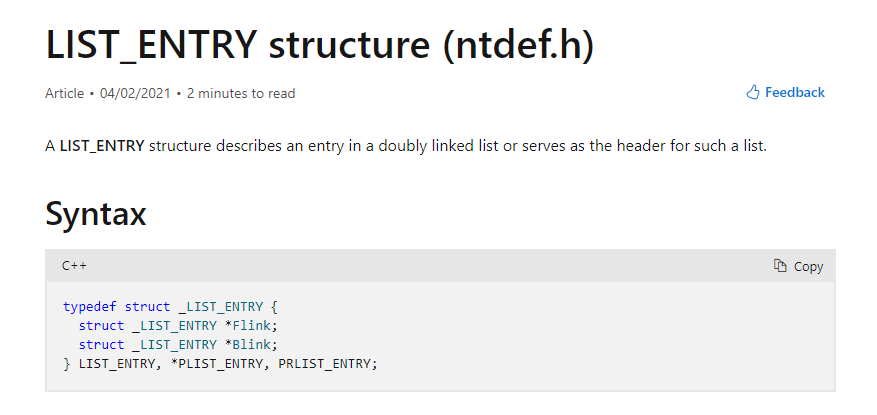 LIST_ENTRY structure (ntdef.h)
Article • 04/02/2021 • 2 minutes to read
Feedback
A LIST_ENTRY structure describes an entry in a doubly linked list or serves as the header for such a list.
Syntax
C++
Copy
typedef struct _LIST_ENTRY {
  struct _LIST_ENTRY *Flink;
  struct _LIST_ENTRY *Blink;
} LIST_ENTRY, *PLIST_ENTRY, PRLIST_ENTRY;